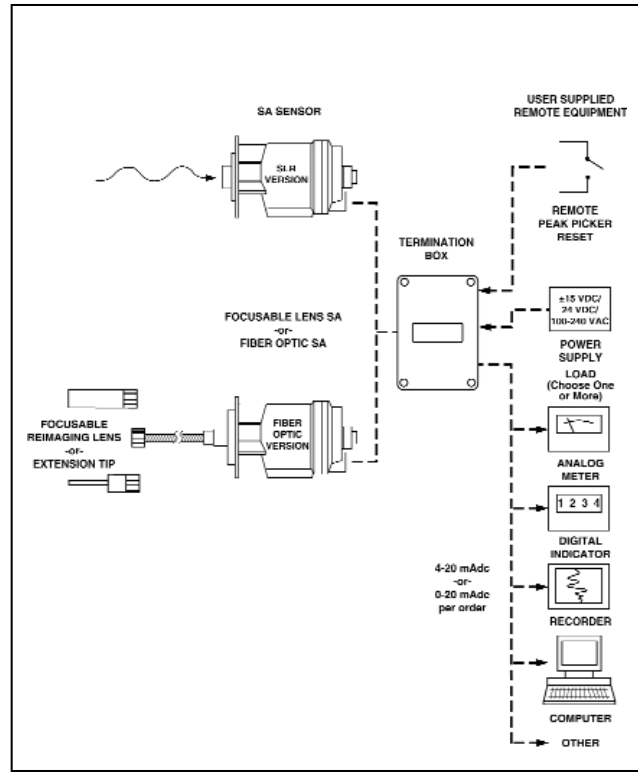 USER SUPPLIED
REMOTE EQUIPMENT
SA SENSOR
SLR
VERSION
REMOTE
PEAK PICKER
RESET
TERMINATION
BOX
±15 VDC/
24 VDC/
100-240 VAC
POWER
SUPPLY
FOCUSABLE LENS SA
-or-
FIBER OPTIC SA
LOAD
(Choose One
or More)
FOCUSABLE
REIMAGING LENS
-or-
EXTENSION TIP
FIBER
OPTIC
VERSION
ANALOG
METER
1 2 3 4
DIGITAL
INDICATOR
4-20 mAdc
-or-
0-20 mAdc
per order
RECORDER
COMPUTER
OTHER